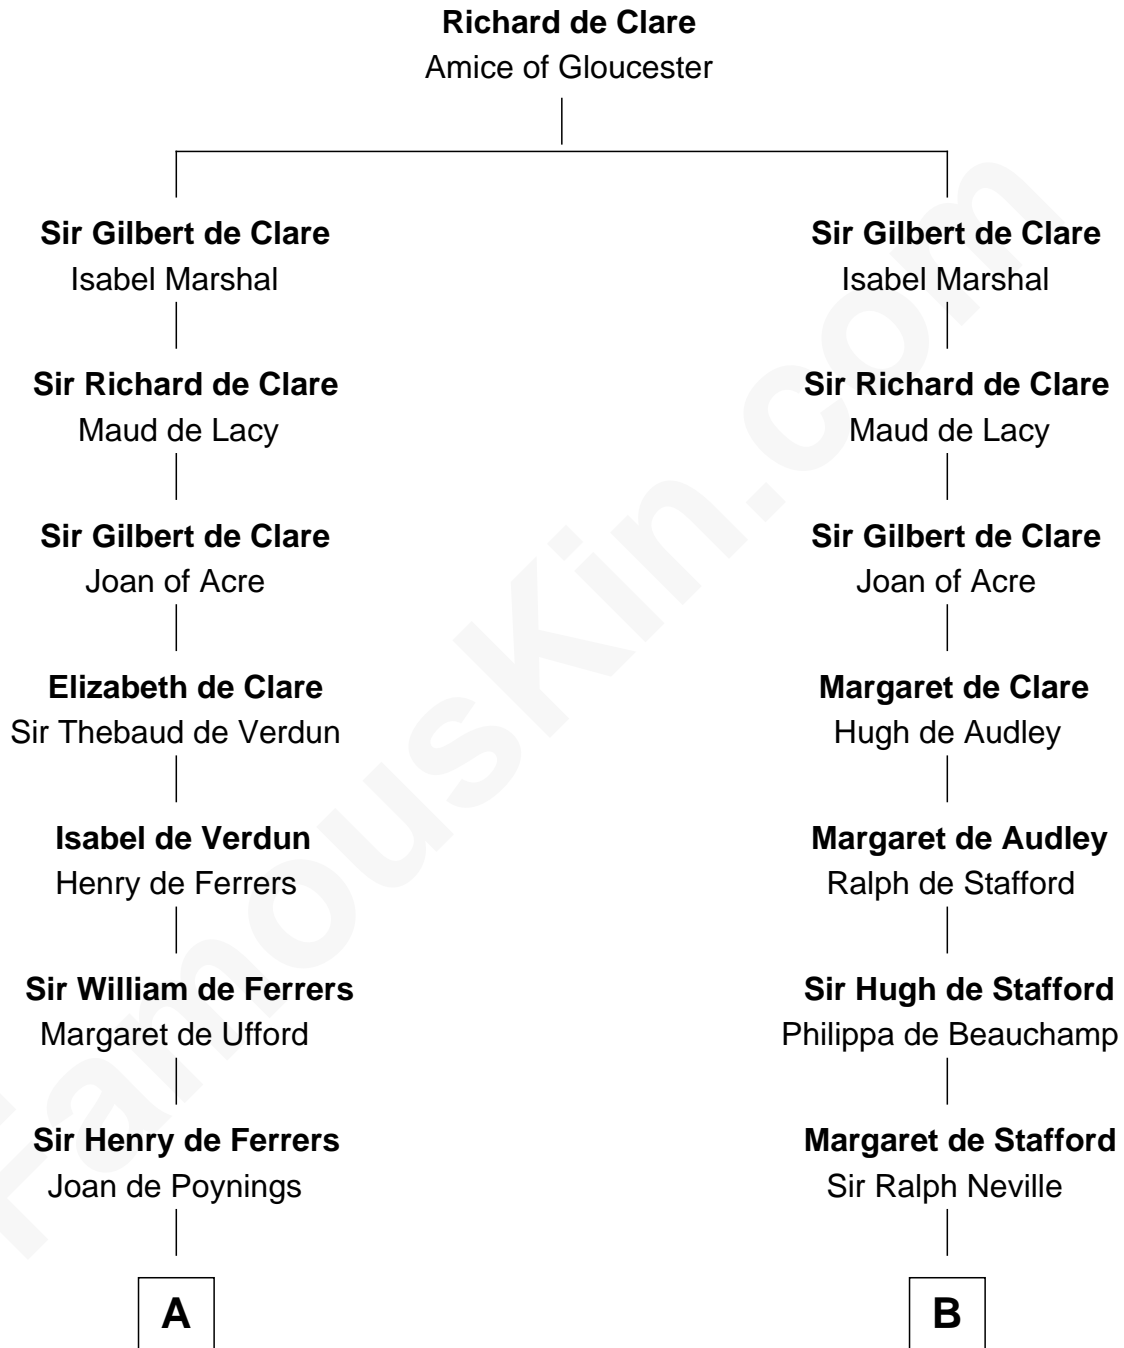 Richard de Clare
Amice of Gloucester
Sir Gilbert de Clare
Isabel Marshal
Sir Gilbert de Clare
Isabel Marshal
Sir Richard de Clare
Maud de Lacy
Sir Richard de Clare
Maud de Lacy
Sir Gilbert de Clare
Joan of Acre
Sir Gilbert de Clare
Joan of Acre
Elizabeth de Clare
Sir Thebaud de Verdun
Margaret de Clare
Hugh de Audley
Isabel de Verdun
Henry de Ferrers
Margaret de Audley
Ralph de Stafford
Sir William de Ferrers
Margaret de Ufford
Sir Hugh de Stafford
Philippa de Beauchamp
Sir Henry de Ferrers
Joan de Poynings
Margaret de Stafford
Sir Ralph Neville
A
B
FamousKin.com